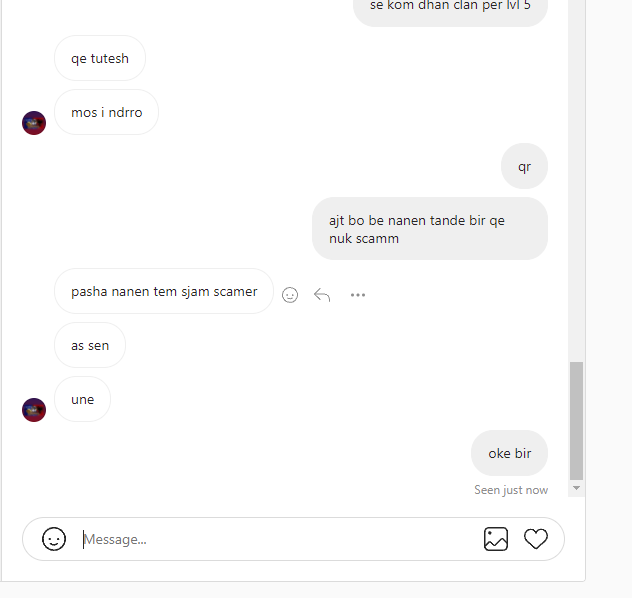 se kom dhan clan per lvl 5
qe tutesh
mos i ndrro
qr
ajt bo be nanen tande bir qe
nuk scamm
pasha nanen tem sjam scamer
as sen
une
oke bir
Seen just now
Message...